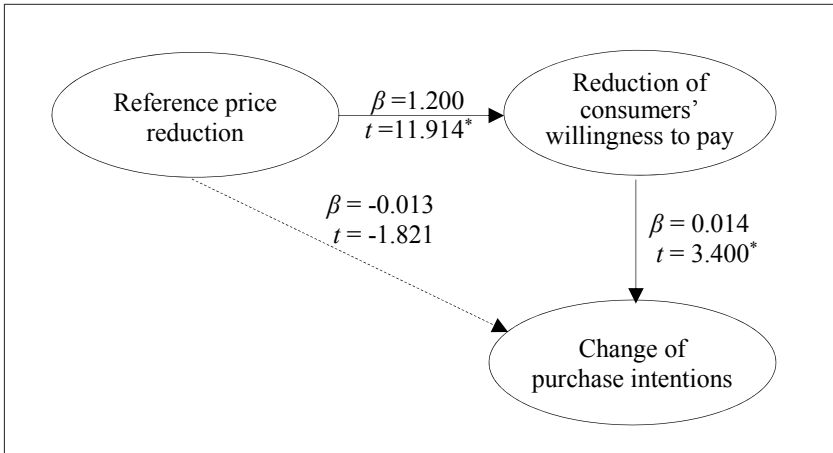 Reference price
reduction
β =1.200
t =11.914*
Reduction of
consumers’
willingness to pay
β = -0.013
t = -1.821
β = 0.014
t = 3.400*
Change of
purchase intentions